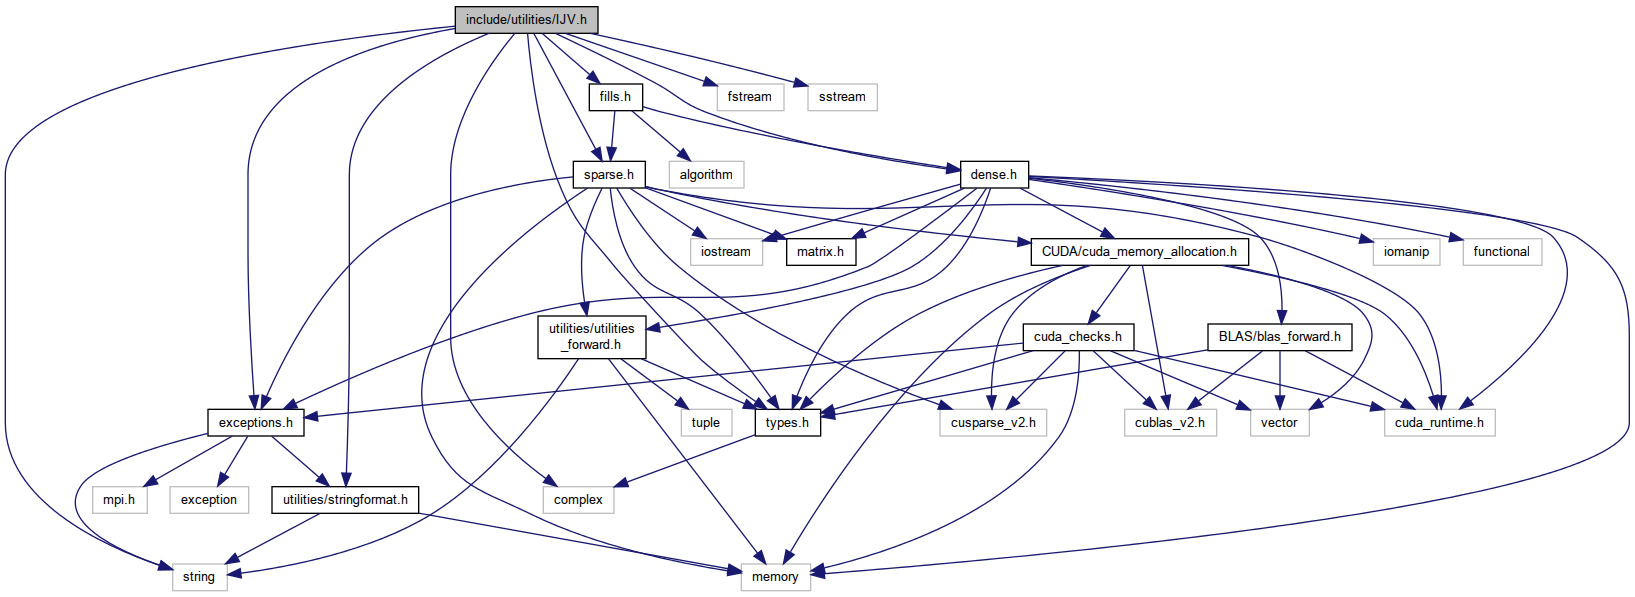 include/utilities/IJV.h
fills.h
fstream
sstream
sparse.h
algorithm
dense.h
iostream
matrix.h
CUDA/cuda_memory_allocation.h
iomanip
functional
utilities/utilities
_forward.h
cuda_checks.h
BLAS/blas_forward.h
exceptions.h
tuple
types.h
cusparse_v2.h
cublas_v2.h
vector
cuda_runtime.h
mpi.h
exception
utilities/stringformat.h
complex
string
memory